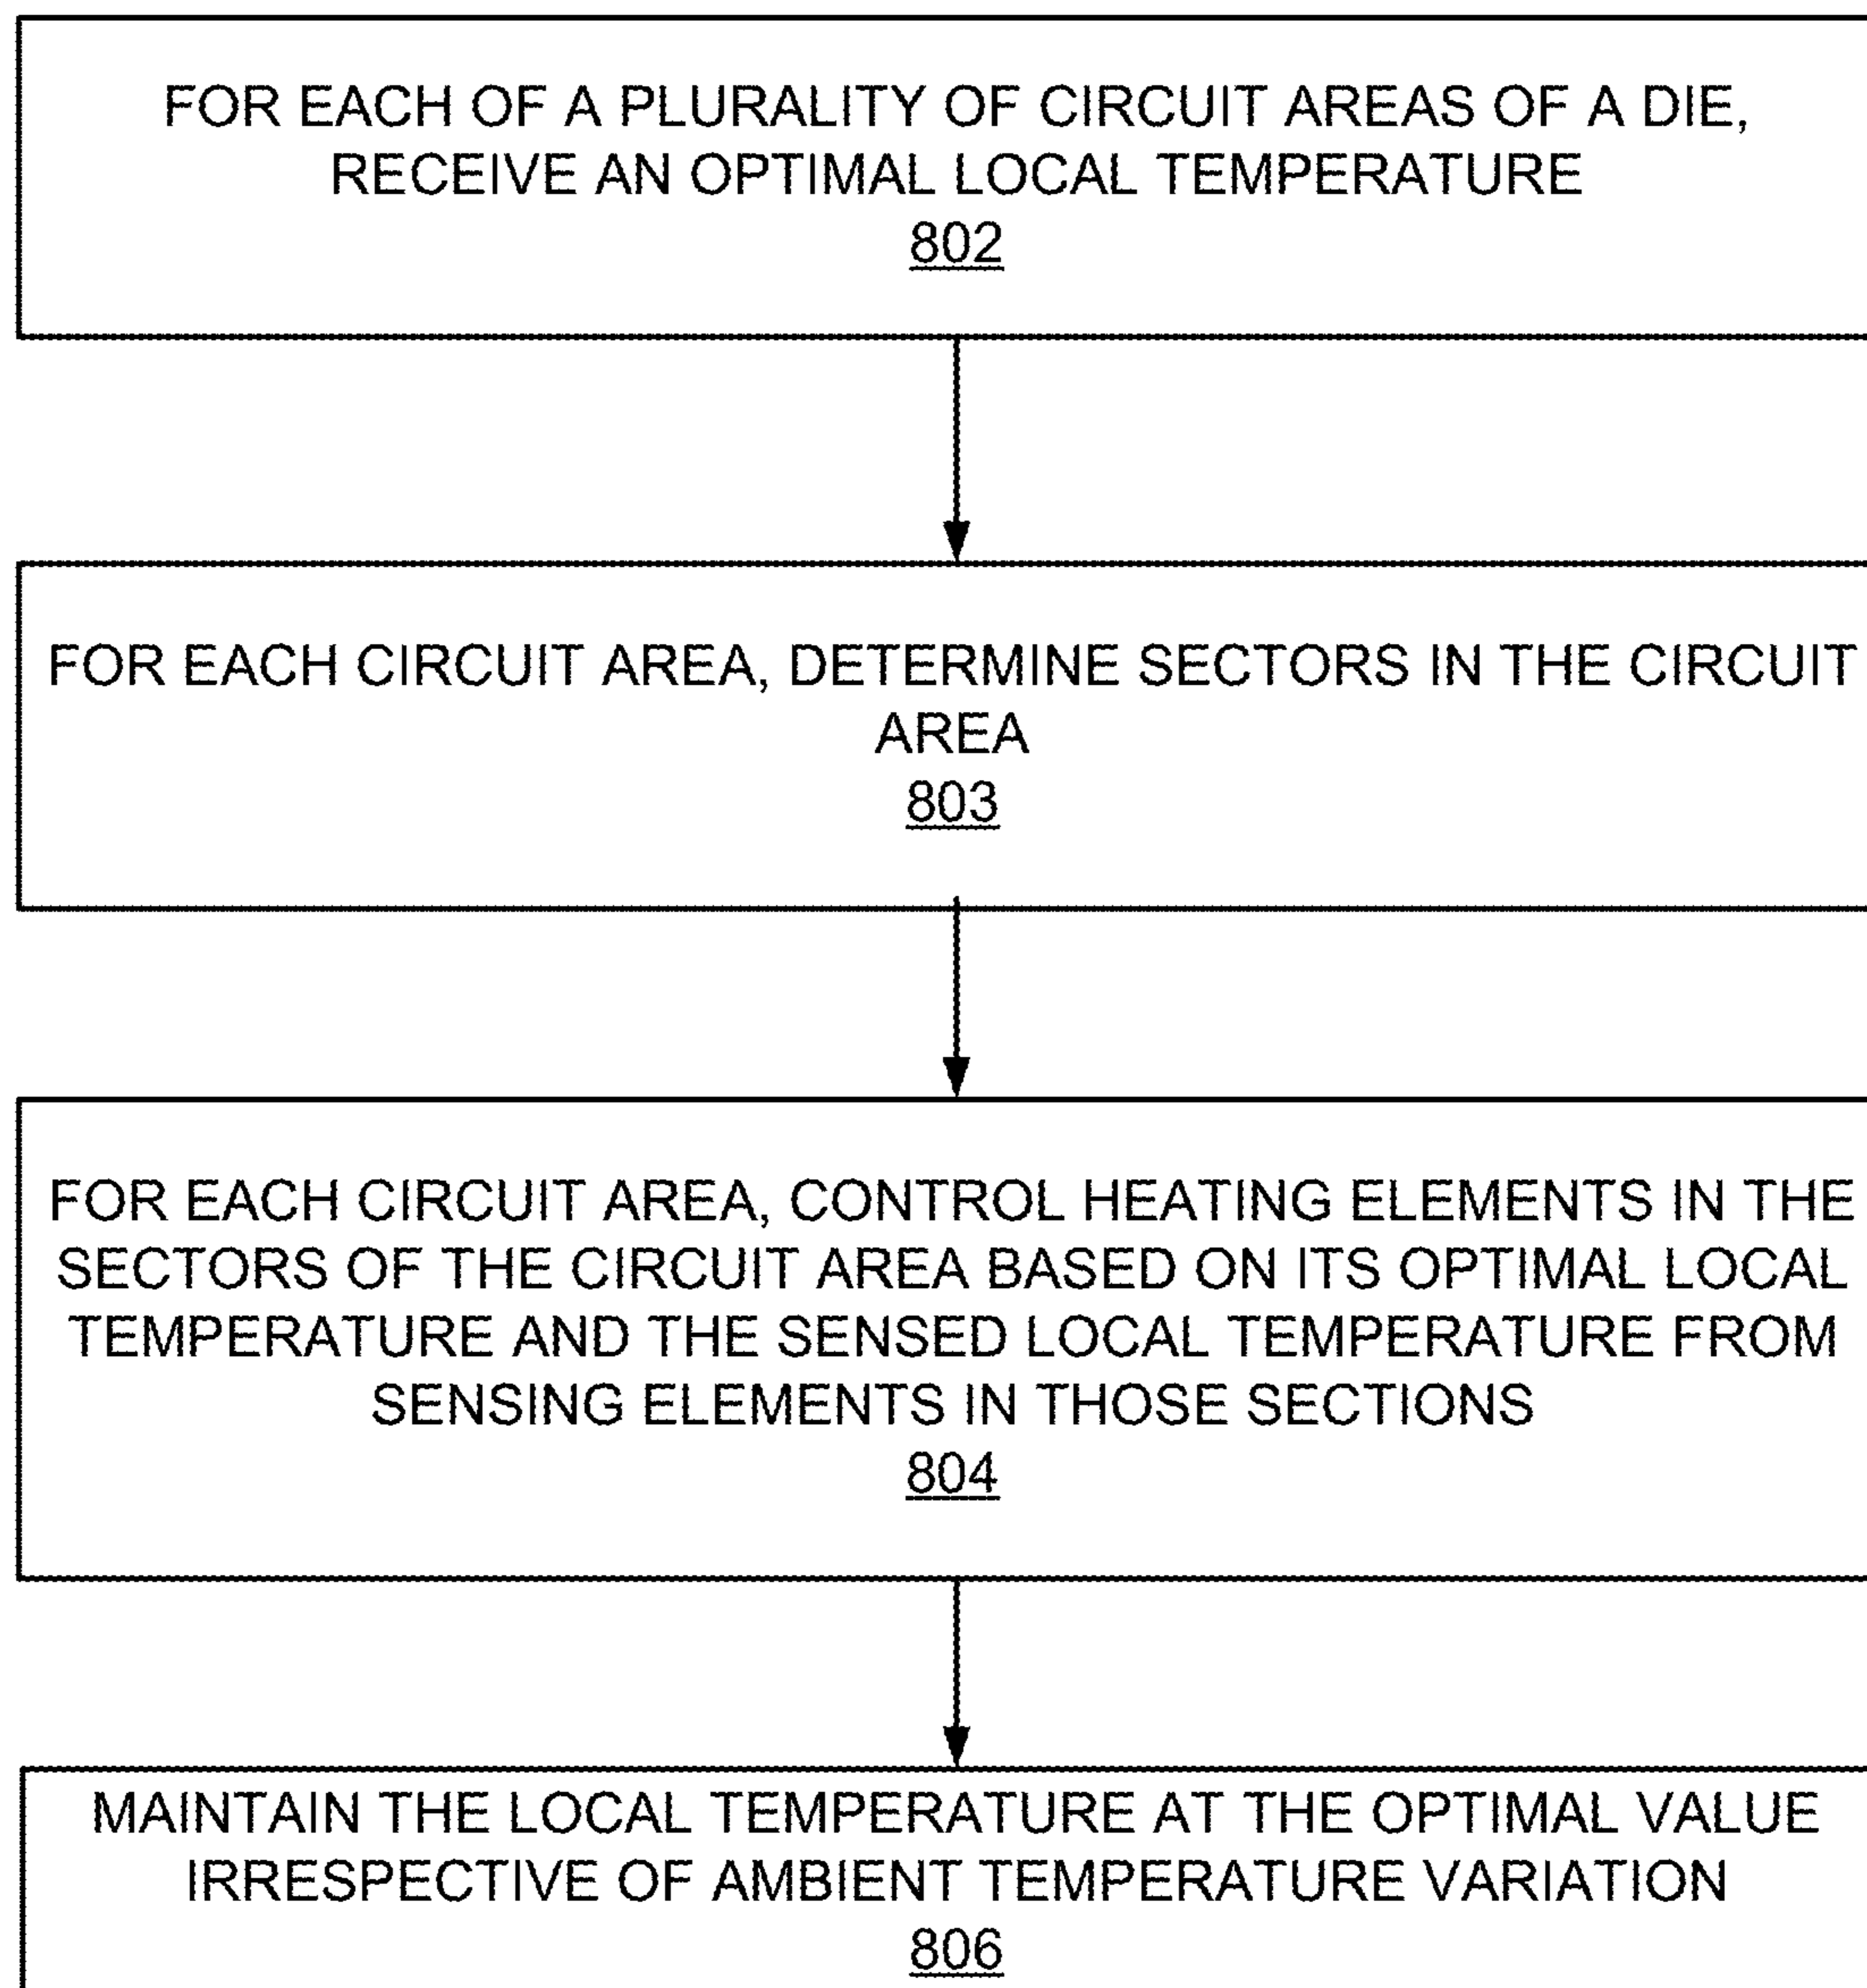 FOR EACH OF A PLURALITY OF CIRCUIT AREAS OF A DIE,
RECEIVE AN OPTIMAL LOCAL TEMPERATURE
802
FOR EACH CIRCUIT AREA, DETERMINE SECTORS IN THE CIRCUIT
AREA
803
FOR EACH CIRCUIT AREA, CONTROL HEATING ELEMENTS IN THE
SECTORS OF THE CIRCUIT AREA BASED ON ITS OPTIMAL LOCAL
TEMPERATURE AND THE SENSED LOCAL TEMPERATURE FROM
SENSING ELEMENTS IN THOSE SECTIONS
804
MAINTAIN THE LOCAL TEMPERATURE AT THE OPTIMAL VALUE
IRRESPECTIVE OF AMBIENT TEMPERATURE VARIATION
806